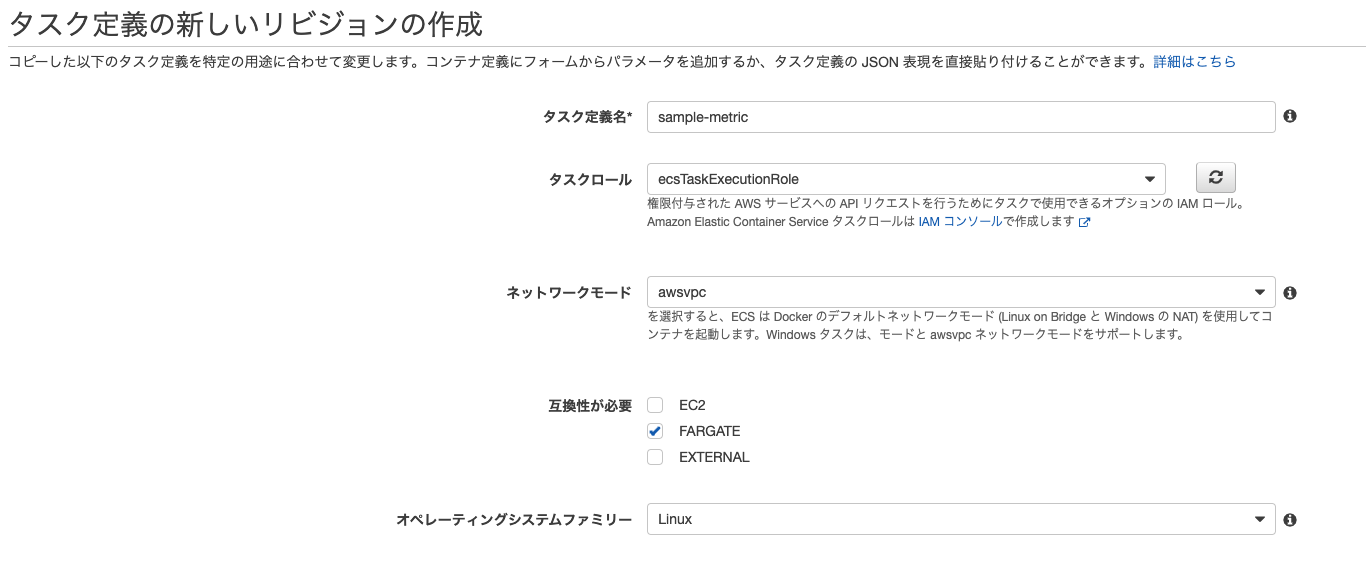 タスク定義の新しいリビジョンの作成
コピーした以下のタスク定義を特定の用途に合わせて変更します。コンテナ定義にフォームからパラメータを追加するか、タスク定義の JSON 表現を直接貼り付けることができます。詳細はこちら
タスク定義名* sample-metric
タスクロール ecsTaskExecutionRole
権限付与された AWS サービスへの API リクエストを行うためにタスクで使用できるオプションの IAM ロール。
Amazon Elastic Container Service タスクロールは IAM コンソールで作成します
ネットワークモード awsvpc
を選択すると、ECS は Docker のデフォルトネットワークモード (Linux on Bridge と Windows の NAT) を使用してコ
ンテナを起動します。Windows タスクは、モードと awsvpc ネットワークモードをサポートします。
互換性が必要 EC2
FARGATE
EXTERNAL
オペレーティングシステムファミリー Linux